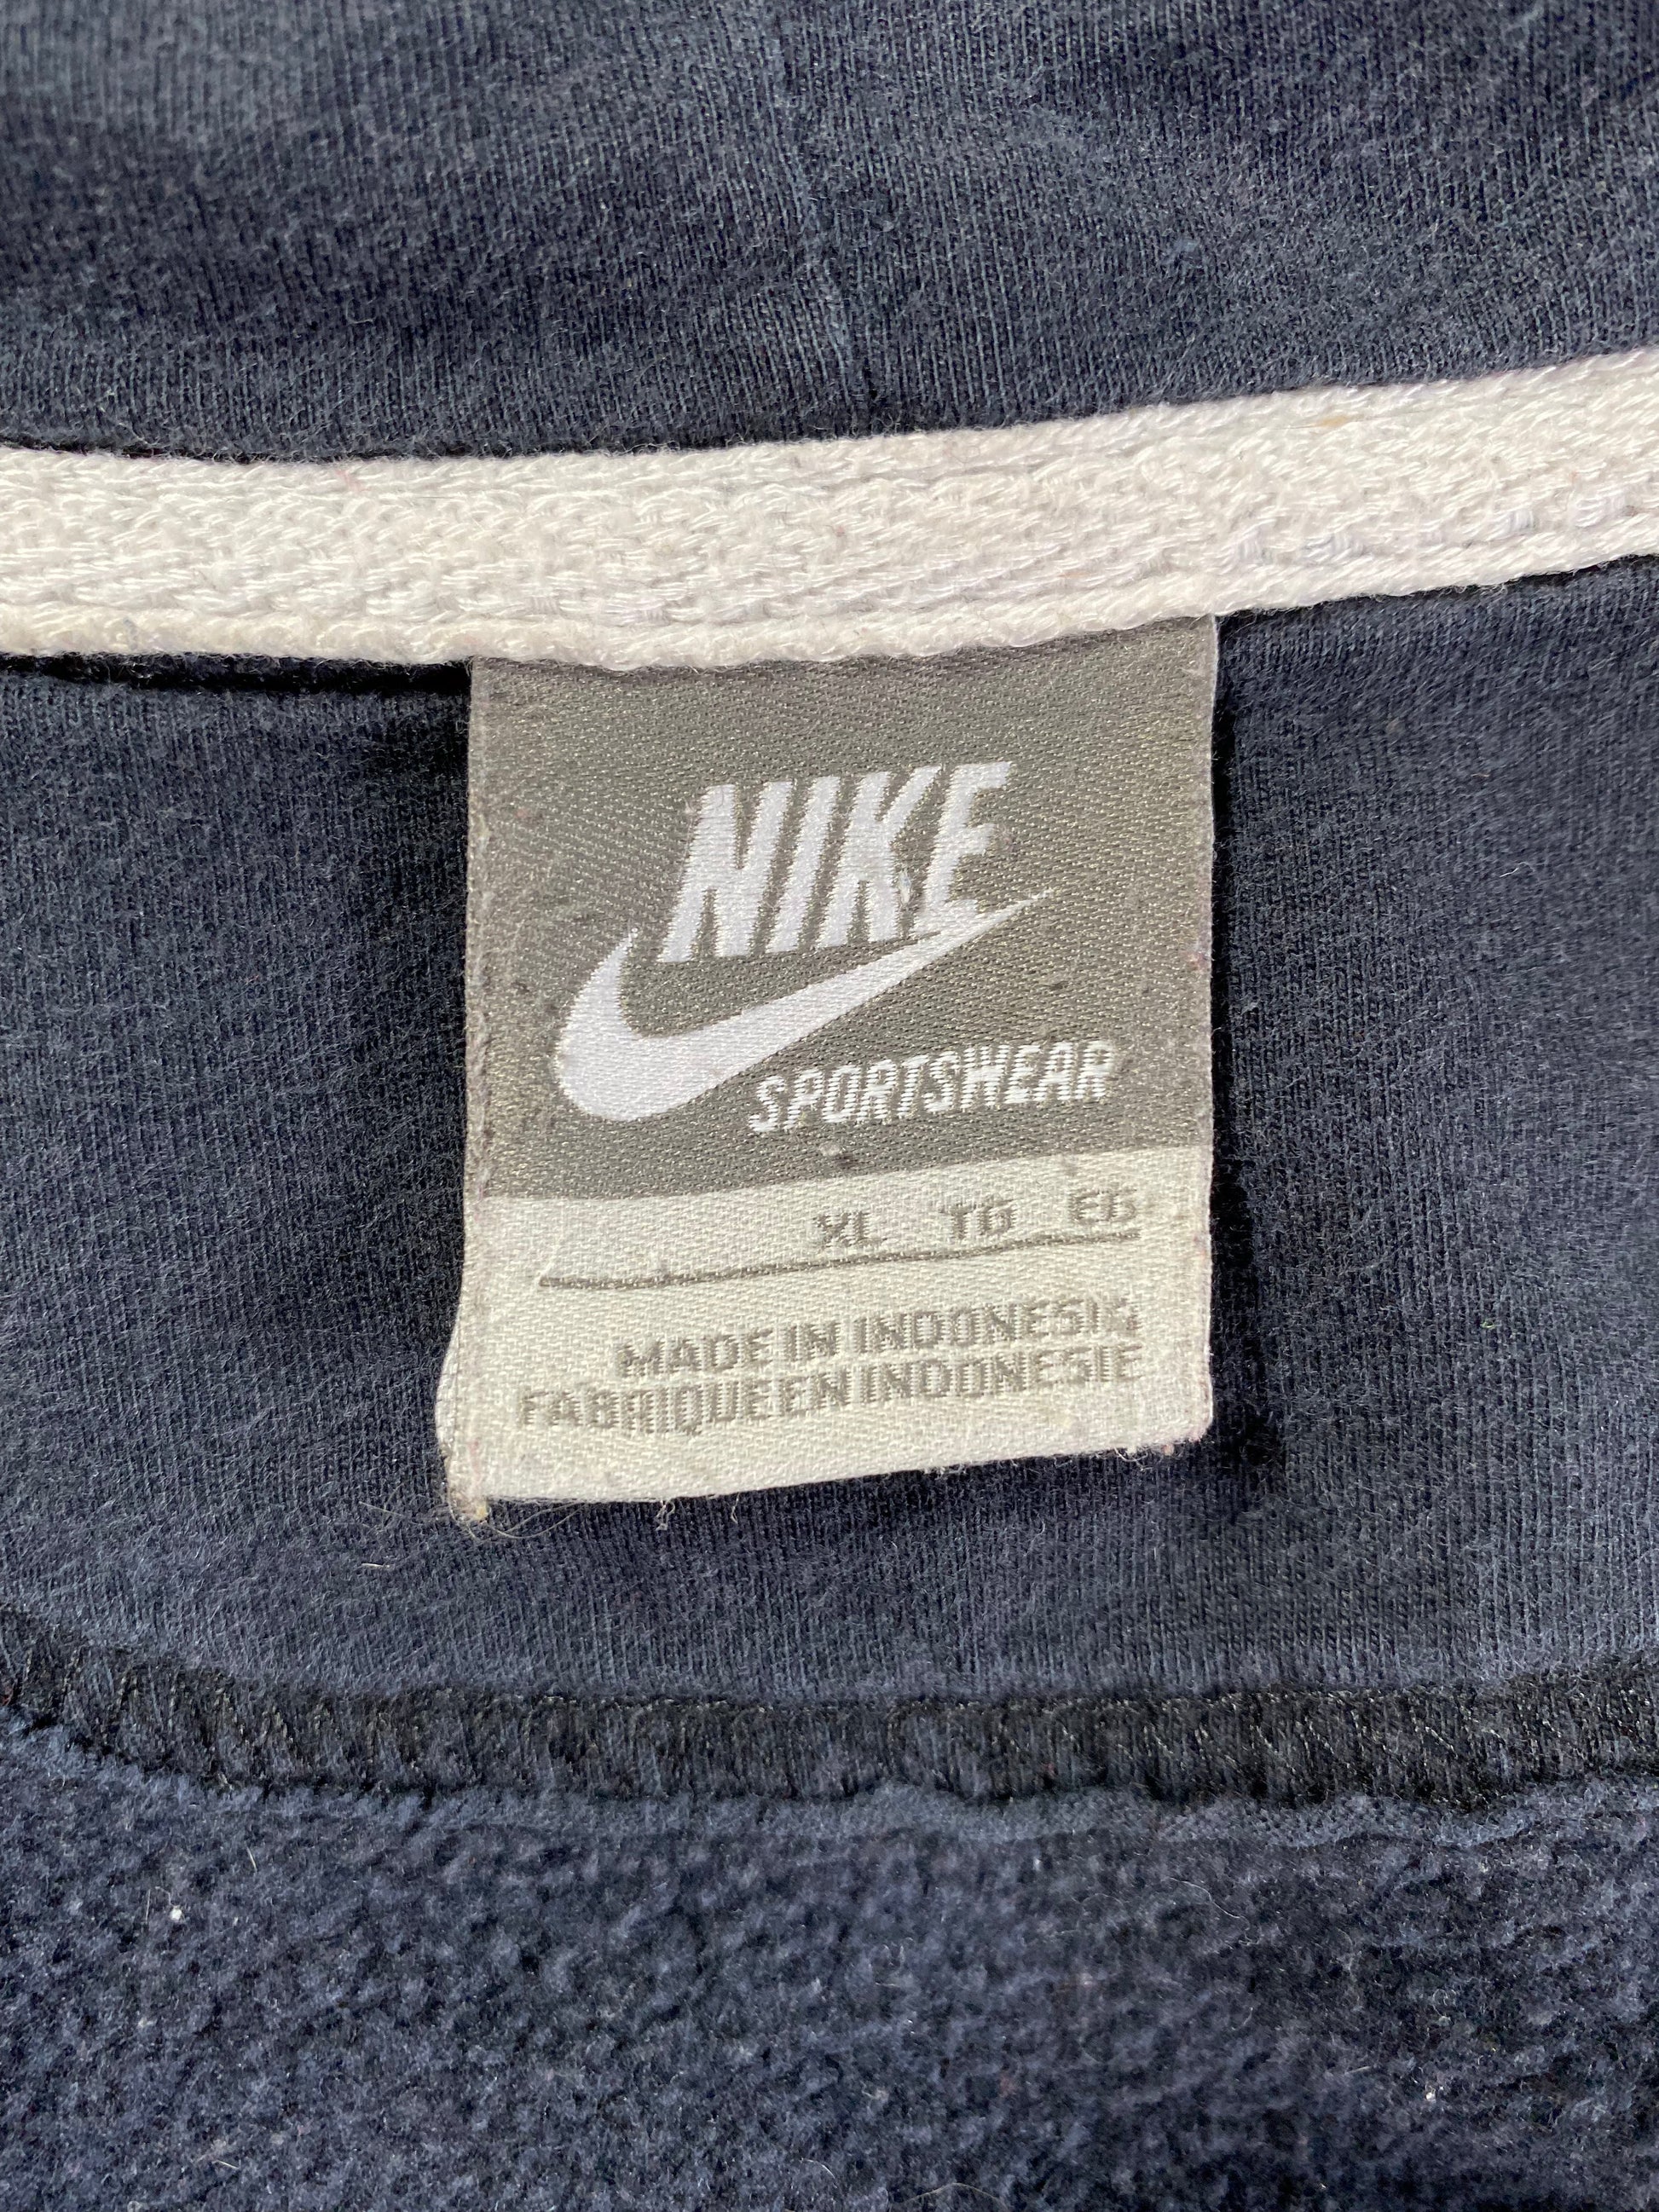 NIKE
SPORTSWEAR
XL TG EG
MADE IN INDONESIA
FABRIQUE EN INDONESIE